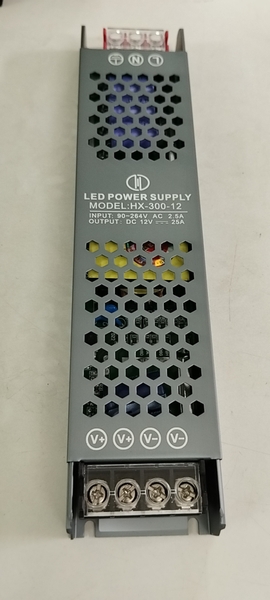 N L
LED POWER SUPPLY
MODEL:HX-300-12
INPUT: 90-264V AC 2.5A
OUTPUT: DC 12V 25A
V+ V+ V- V-